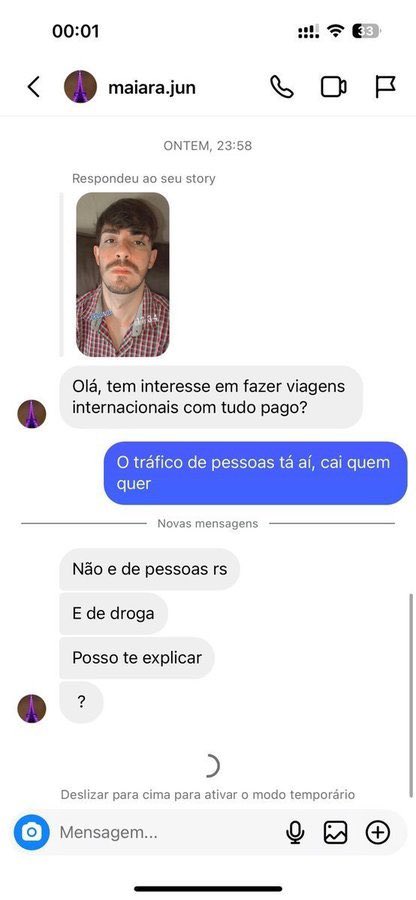 00:01
33
maiara.jun
ONTEM, 23:58
Respondeu ao seu story
Olá, tem interesse em fazer viagens
internacionais com tudo pago?
O tráfico de pessoas tá aí, cai quem
quer
Novas mensagens
Não e de pessoas rs
E de droga
Posso te explicar
?
Deslizar para cima para ativar o modo temporário
Mensagem...